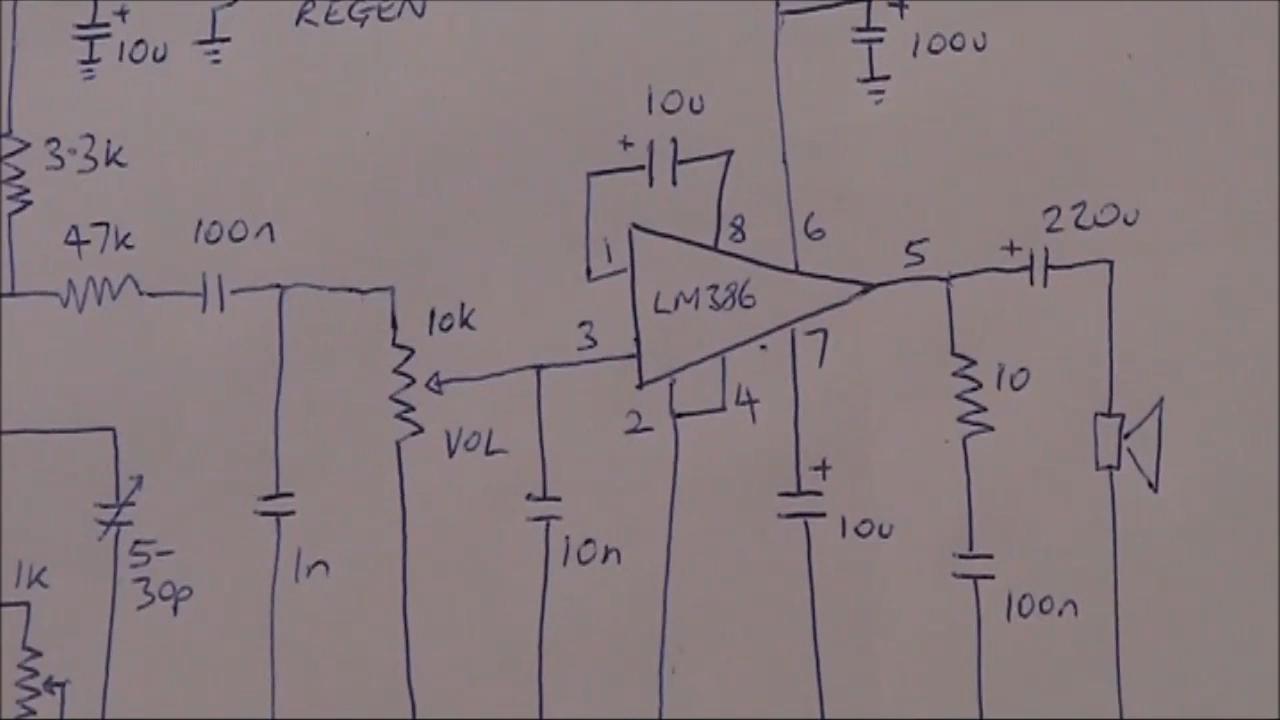 +
10u
REGEN
+
100u
3.3k
10u
+
47k
100n
1
8
6
5
+
220u
LM386
10k
3
7
10
2
4
VOL
+
10u
10n
5-
30p
1n
1k
100n